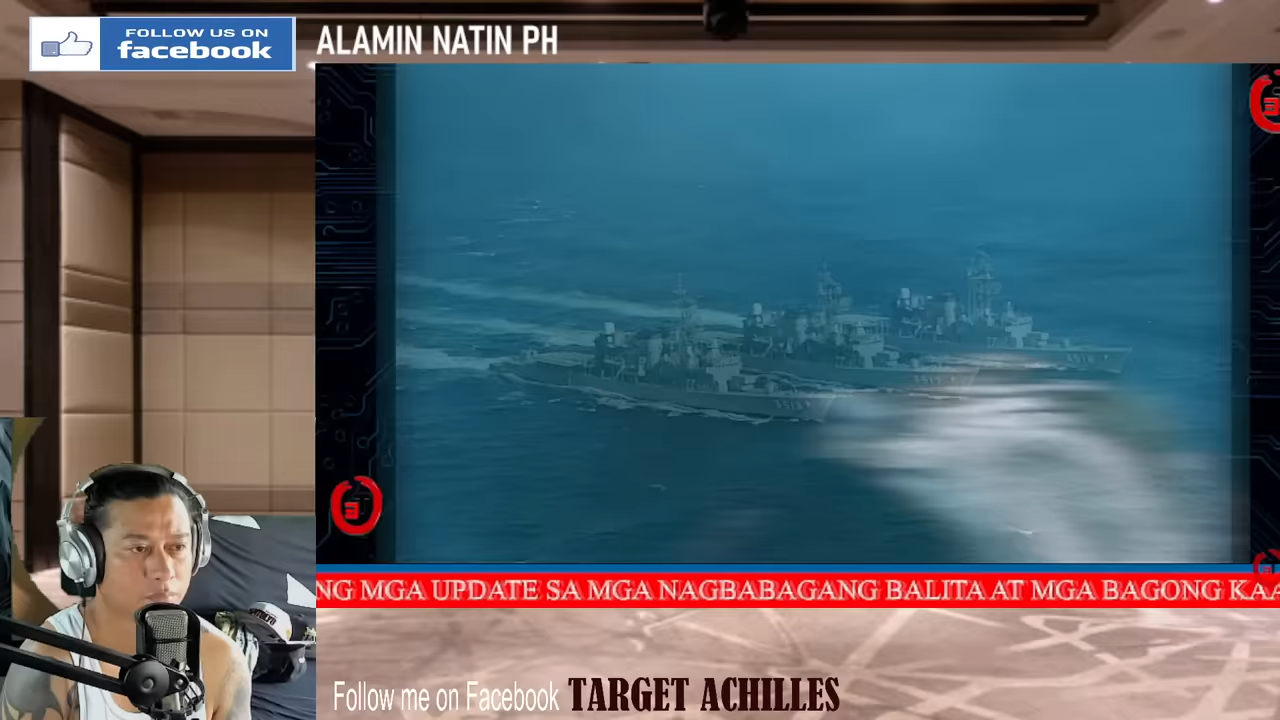 FOLLOW US ON
facebook
ALAMIN NATIN PH
NG MGA UPDATE SA MGA NAGBABAGANG BALITA AT MGA BAGONG
Follow me on Facebook TARGET ACHILLES